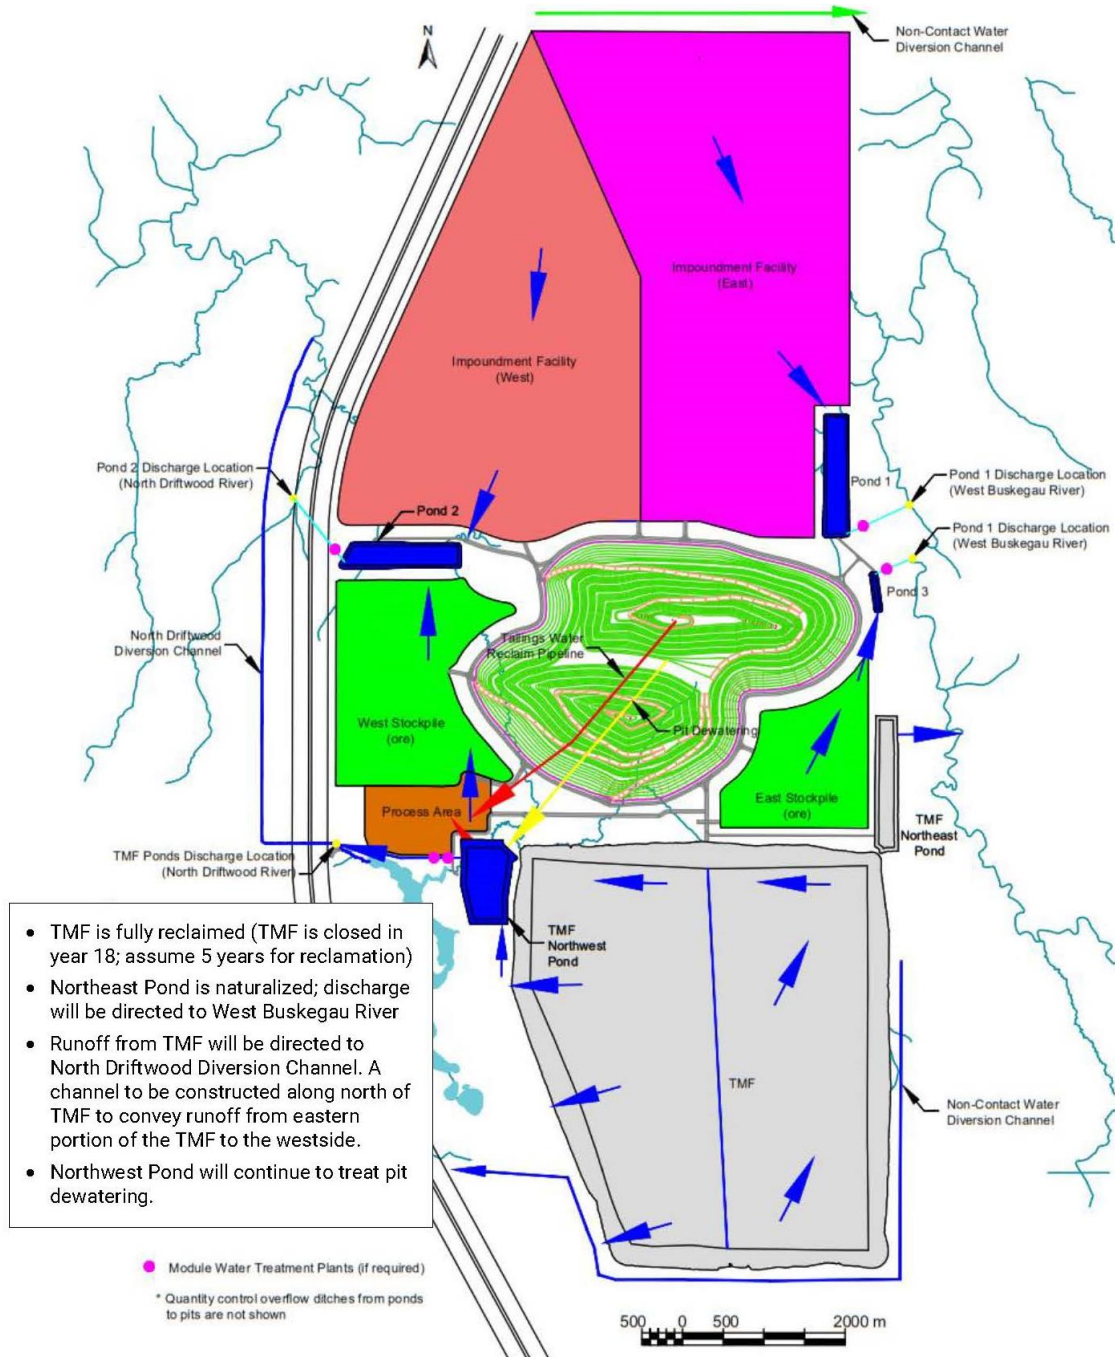 Non-Contact Water
Diversion Channel
N
Impoundment Facility
(East)
Impoundment Facility
(West)
Pond 2 Discharge Location
(North Driftwood River)
Pond 2
Pond 1
Pond 1 Discharge Location
(West Buskegau River)
Pond 1 Discharge Location
(West Buskegau River)
Pond 3
North Driftwood
Diversion Channel
Tailings Water
Reclaim Pipeline
West Stockpile
(ore)
Pit Dewatering
East Stockpile
(ore)
Process Area
TMF
Northeast
Pond
TMF Ponds Discharge Location
(North Driftwood River)
TMF
Northwest
Pond
• TMF is fully reclaimed (TMF is closed in
year 18; assume 5 years for reclamation)
• Northeast Pond is naturalized; discharge
will be directed to West Buskegau River
• Runoff from TMF will be directed to
North Driftwood Diversion Channel. A
channel to be constructed along north of
TMF to convey runoff from eastern
portion of the TMF to the westside.
• Northwest Pond will continue to treat pit
dewatering.
TMF
Non-Contact Water
Diversion Channel
Module Water Treatment Plants (if required)
* Quantity control overflow ditches from ponds
to pits are not shown
500 0 500 2000 m